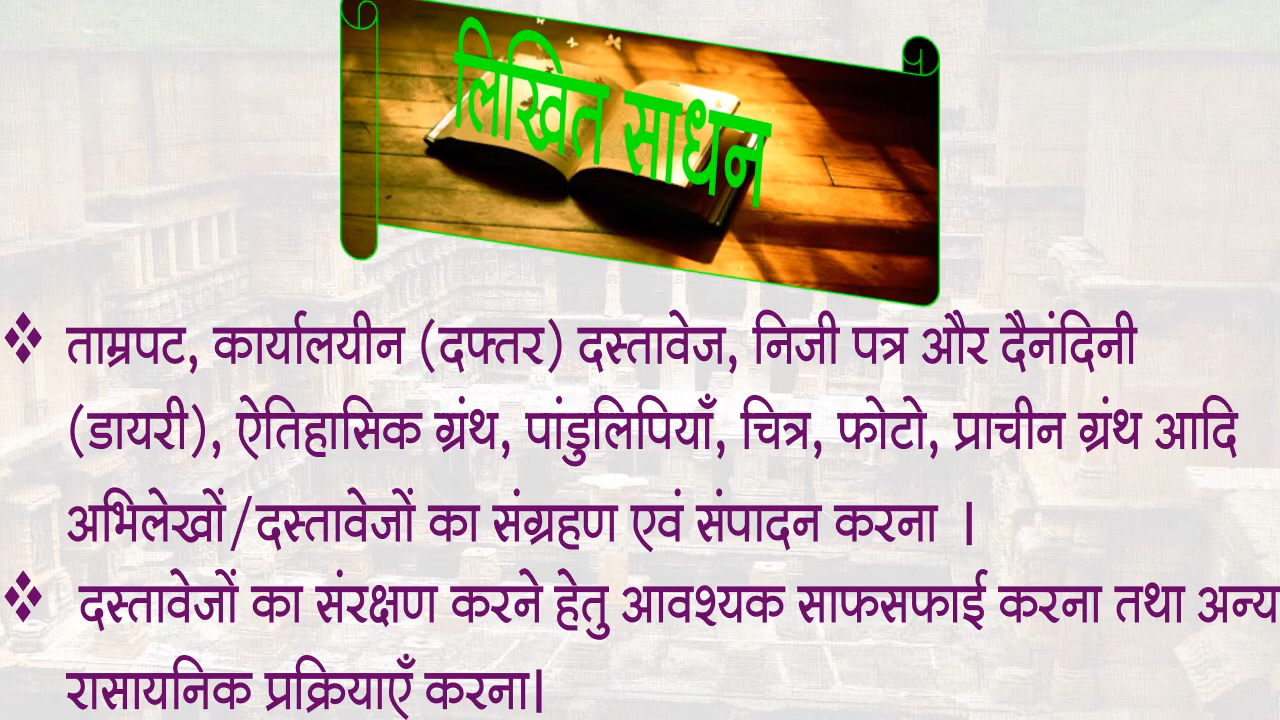 लिखित साधन
❖ ताम्रपट, कार्यालयीन (दफ्तर) दस्तावेज, निजी पत्र और दैनंदिनी
(डायरी), ऐतिहासिक ग्रंथ, पांडुलिपियाँ, चित्र, फोटो, प्राचीन ग्रंथ आदि
अभिलेखों/दस्तावेजों का संग्रहण एवं संपादन करना ।
❖ दस्तावेजों का संरक्षण करने हेतु आवश्यक साफसफाई करना तथा अन्य
रासायनिक प्रक्रियाएँ करना।